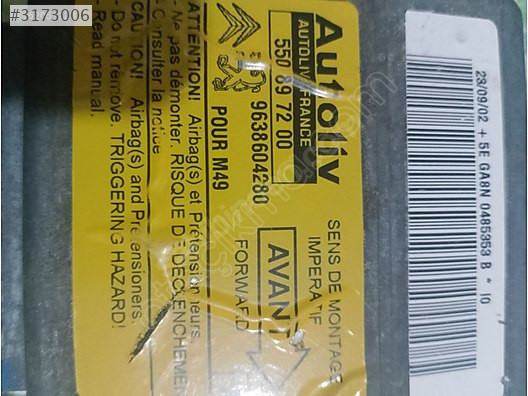 #3173006
Autoliv
AUTOLIV FRANCE
550 89 72 00
9638604280
POUR M49
SENS DE MONTAGE
IMPERATIF
AVANT
FORWARD
ATTENTION! Airbag(s) et Prétensionneurs.
- Ne pas démonter. RISQUE DE DECLENCHEMENT
- Consulter la notice
CAUTION! Airbag(s) and Pretensioners.
- Do not remove. TRIGGERING HAZARD!
- Read manual.
23/09/02 + 5E GA8N 0485353 B * 10